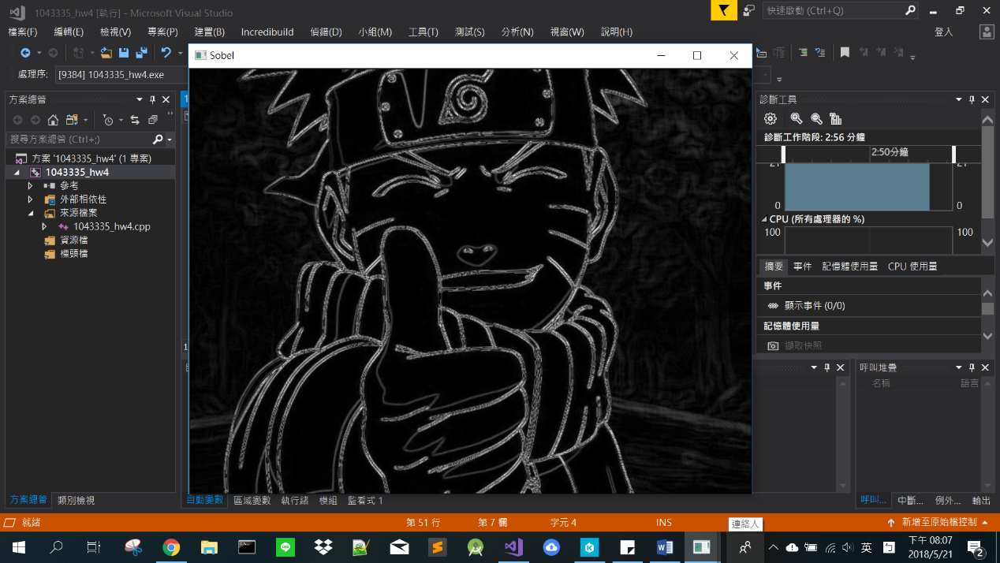 1043335_hw4 [執行] - Microsoft Visual Studio
快速啟動 (Ctrl+Q)
檔案(F) 編輯(E) 檢視(V) 專案(P) 建置(B) Incredibuild 偵錯(D) 小組(M) 工具(T) 測試(S) 分析(N) 視窗(W) 說明(H)
登入
Sobel
處理序: [9384] 1043335_hw4.exe
方案總管
搜尋方案總管 (Ctrl+;)
方案 '1043335_hw4' (1 專案)
1043335_hw4
參考
外部相依性
來源檔案
1043335_hw4.cpp
資源檔
標頭檔
方案總管 類別檢視
診斷工具
診斷工作階段: 2:56 分鐘
2:50分鐘
21 21
0 0
CPU (所有處理器的 %)
100 100
摘要 事件 記憶體使用量 CPU 使用量
事件
顯示事件 (0/0)
記憶體使用量
擷取快照
呼叫堆疊
名稱 語言
自動變數 區域變數 執行緒 模組 監看式 1
呼叫... 中斷... 例外... 輸出
就緒 第 51 行 第 7 欄 字元 4 INS
連絡人
新增至原始檔控制
英
下午 08:07
2018/5/21
2